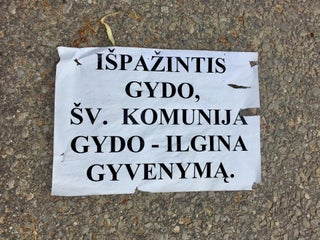 IŠPAŽINTIS
GYDO,
ŠV. KOMUNIJA
GYDO - ILGINA
GYVENYMĄ.